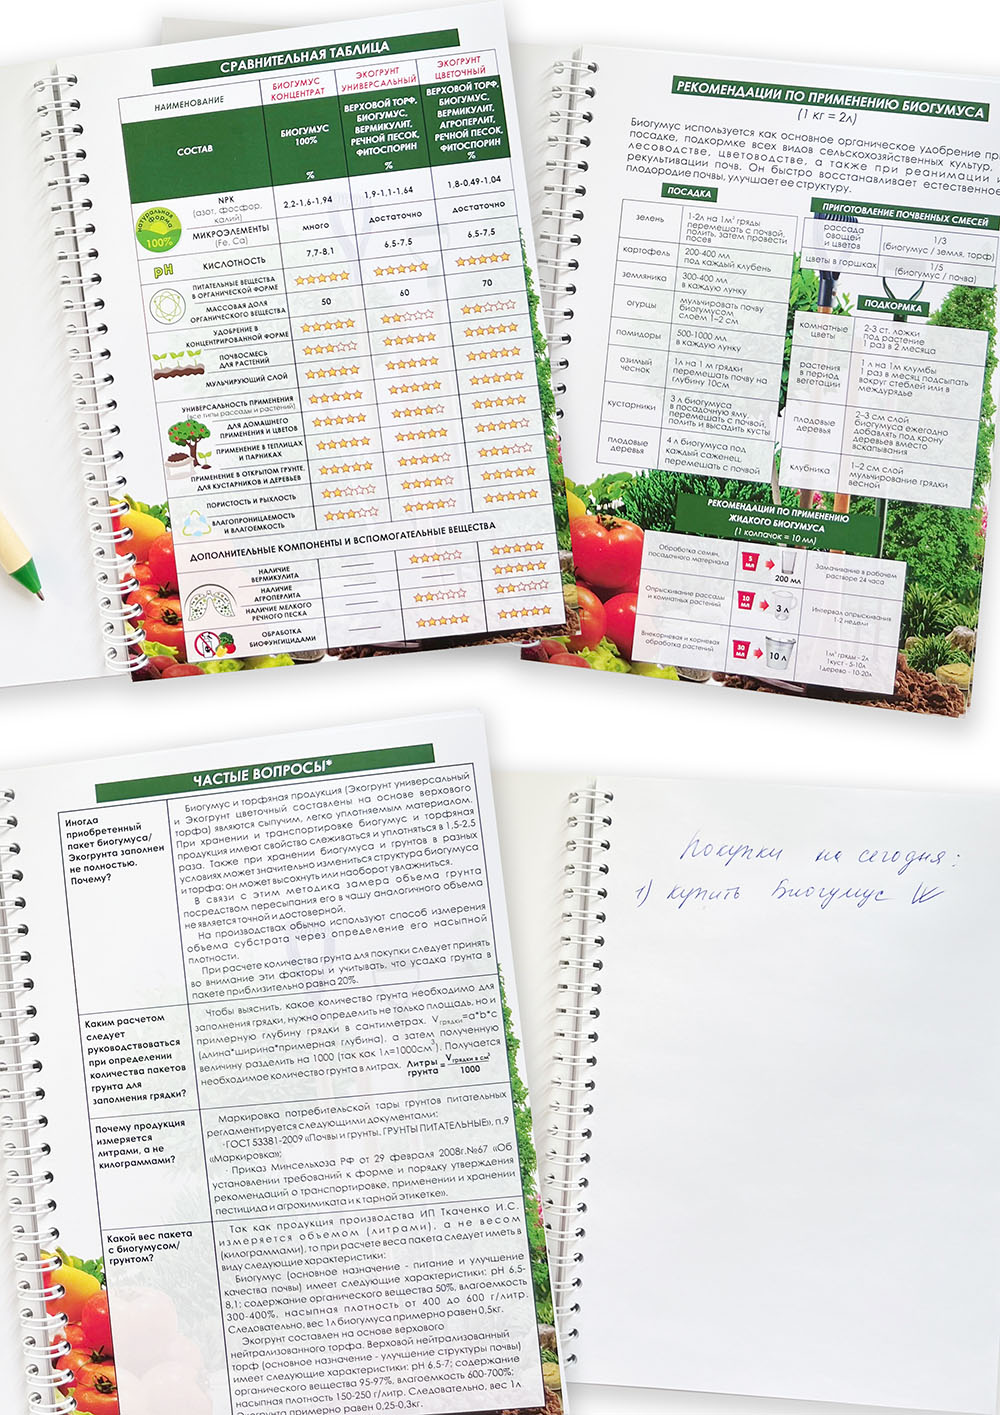 СРАВНИТЕЛЬНАЯ ТАБЛИЦА
НАИМЕНОВАНИЕ
БИОГУМУС
КОНЦЕНТРАТ
ЭКОГРУНТ
УНИВЕРСАЛЬНЫЙ
ЭКОГРУНТ
ЦВЕТОЧНЫЙ
СОСТАВ
БИОГУМУС
100%
%
ВЕРХОВОЙ ТОРФ,
БИОГУМУС,
ВЕРМИКУЛИТ,
РЕЧНОЙ ПЕСОК,
ФИТОСПОРИН
%
ВЕРХОВОЙ ТОРФ,
БИОГУМУС,
ВЕРМИКУЛИТ,
АГРОПЕРЛИТ,
РЕЧНОЙ ПЕСОК,
ФИТОСПОРИН
%
натуральная
форма
100%
NPK
(азот, фосфор,
калий)
2,2-1,6-1,94
1,9-1,1-1,64
1,8-0,49-1,04
МИКРОЭЛЕМЕНТЫ
(Fe, Ca)
много
достаточно
достаточно
pH
КИСЛОТНОСТЬ
7,7-8,1
6,5-7,5
6,5-7,5
ПИТАТЕЛЬНЫЕ ВЕЩЕСТВА
В ОРГАНИЧЕСКОЙ ФОРМЕ
МАССОВАЯ ДОЛЯ
ОРГАНИЧЕСКОГО ВЕЩЕСТВА
50
60
70
УДОБРЕНИЕ В
КОНЦЕНТРИРОВАННОЙ ФОРМЕ
ПОЧВОСМЕСЬ
ДЛЯ РАСТЕНИЙ
МУЛЬЧИРУЮЩИЙ СЛОЙ
УНИВЕРСАЛЬНОСТЬ ПРИМЕНЕНИЯ
(все типы рассады и растений)
ДЛЯ ДОМАШНЕГО
ПРИМЕНЕНИЯ И ЦВЕТОВ
ПРИМЕНЕНИЕ В ТЕПЛИЦАХ
И ПАРНИКАХ
ПРИМЕНЕНИЕ В ОТКРЫТОМ ГРУНТЕ,
ДЛЯ КУСТАРНИКОВ И ДЕРЕВЬЕВ
ПОРИСТОСТЬ И РЫХЛОСТЬ
ВЛАГОПРОНИЦАЕМОСТЬ
И ВЛАГОЕМКОСТЬ
ДОПОЛНИТЕЛЬНЫЕ КОМПОНЕНТЫ И ВСПОМОГАТЕЛЬНЫЕ ВЕЩЕСТВА
НАЛИЧИЕ
ВЕРМИКУЛИТА
НАЛИЧИЕ
АГРОПЕРЛИТА
НАЛИЧИЕ МЕЛКОГО
РЕЧНОГО ПЕСКА
ОБРАБОТКА
БИОФУНГИЦИДАМИ
РЕКОМЕНДАЦИИ ПО ПРИМЕНЕНИЮ БИОГУМУСА
(1 кг = 2л)
Биогумус используется как основное органическое удобрение пр
посадке, подкормке всех видов сельскохозяйственных культур,
лесоводстве, цветоводстве, а также при реанимации и
рекультивации почв. Он быстро восстанавливает естественное
плодородие почвы, улучшает ее структуру.
ПОСАДКА
зелень
1-2л на 1м² гряды
перемешать с почвой,
полить, затем провести
посев
картофель
200-400 мл
под каждый клубень
земляника
300-400 мл
в каждую лунку
огурцы
мульчировать почву
биогумусом
слоем 1–2 см
помидоры
500-1000 мл
в каждую лунку
озимый
чеснок
1л на 1 м грядки
перемешать почву на
глубину 10см
кустарники
3 л биогумуса
в посадочную яму,
перемешать с почвой,
полить и высадить кусты
плодовые
деревья
4 л биогумуса под
каждый саженец,
перемешать с почвой
ПРИГОТОВЛЕНИЕ ПОЧВЕННЫХ СМЕСЕЙ
рассада
овощей
и цветов
1/3
(биогумус / земля, торф)
цветы в горшках
1/5
(биогумус / почва)
ПОДКОРМКА
комнатные
цветы
2-3 ст. ложки
под растение
1 раз в 2 месяца
растения
в период
вегетации
1 л на 1м клумбы
1 раз в месяц подсыпать
вокруг стеблей или в
междурядье
плодовые
деревья
2–3 см слой
биогумуса ежегодно
добавлять под крону
деревьев вместо
вскапывания
клубника
1–2 см слой
мульчирование грядки
весной
РЕКОМЕНДАЦИИ ПО ПРИМЕНЕНИЮ
ЖИДКОГО БИОГУМУСА
(1 колпачок = 10 мл)
Обработка семян,
посадочного материала
5
МЛ
200 мл
Замачивание в рабочем
растворе 24 часа
Опрыскивание рассады
и комнатных растений
10
МЛ
3 л
Интервал опрыскивания
1-2 недели
Внекорневая и корневая
обработка растений
30
МЛ
10 л
1м² гряды - 2л
1куст - 5-10л
1дерево - 10-20л
ЧАСТЫЕ ВОПРОСЫ*
Иногда
приобретенный
пакет биогумуса/
Экогрунта заполнен
не полностью.
Почему?
Биогумус и торфяная продукция (Экогрунт универсальный
и Экогрунт цветочный составлены на основе верхового
торфа) являются сыпучим, легко уплотняемым материалом.
При хранении и транспортировке биогумус и торфяная
продукция имеют свойство слеживаться и уплотняться в 1,5-2,5
раза. Также при хранении биогумуса и грунтов в разных
условиях может значительно измениться структура биогумуса
и торфа: он может высохнуть или наоборот увлажниться.
В связи с этим методика замера объема грунта
посредством пересыпания его в чашу аналогичного объема
не является точной и достоверной.
На производствах обычно используют способ измерения
объема субстрата через определение его насыпной
плотности.
При расчете количества грунта для покупки следует принять
во внимание эти факторы и учитывать, что усадка грунта в
пакете приблизительно равна 20%.
Каким расчетом
следует
руководствоваться
при определении
количества пакетов
грунта для
заполнения грядки?
Чтобы выяснить, какое количество грунта необходимо для
заполнения грядки, нужно определить не только площадь, но и
примерную глубину грядки в сантиметрах. V грядки=a*b*c
(длина*ширина*примерная глубина), а затем полученную
величину разделить на 1000 (так как 1л=1000см³). Получается
необходимое количество грунта в литрах. Литры грунта = V грядки в см³ / 1000
Почему продукция
измеряется
литрами, а не
килограммами?
Маркировка потребительской тары грунтов питательных
регламентируется следующими документами:
·ГОСТ 53381-2009 «Почвы и грунты. ГРУНТЫ ПИТАТЕЛЬНЫЕ», п.9
«Маркировка»;
· Приказ Минсельхоза РФ от 29 февраля 2008г.№67 «Об
установлении требований к форме и порядку утверждения
рекомендаций о транспортировке, применении и хранении
пестицида и агрохимиката и к тарной этикетке».
Какой вес пакета
с биогумусом/
грунтом?
Так как продукция производства ИП Ткаченко И.С.
измеряется объемом (литрами), а не весом
(килограммами), то при расчете веса пакета следует иметь в
виду следующие характеристики:
Биогумус (основное назначение - питание и улучшение
качества почвы) имеет следующие характеристики: pH 6,5-
8,1; содержание органического вещества 50%, влагоемкость
300-400%, насыпная плотность от 400 до 600 г/литр.
Следовательно, вес 1л биогумуса примерно равен 0,5кг.
Экогрунт составлен на основе верхового
нейтрализованного торфа. Верховой нейтрализованный
торф (основное назначение - улучшение структуры почвы)
имеет следующие характеристики: pH 6,5-7; содержание
органического вещества 95-97%, влагоемкость 600-700%;
насыпная плотность 150-250 г/литр. Следовательно, вес 1л
Экогрунта примерно равен 0,25-0,3кг.
Покупки на сегодня:
1) купить Биогумус